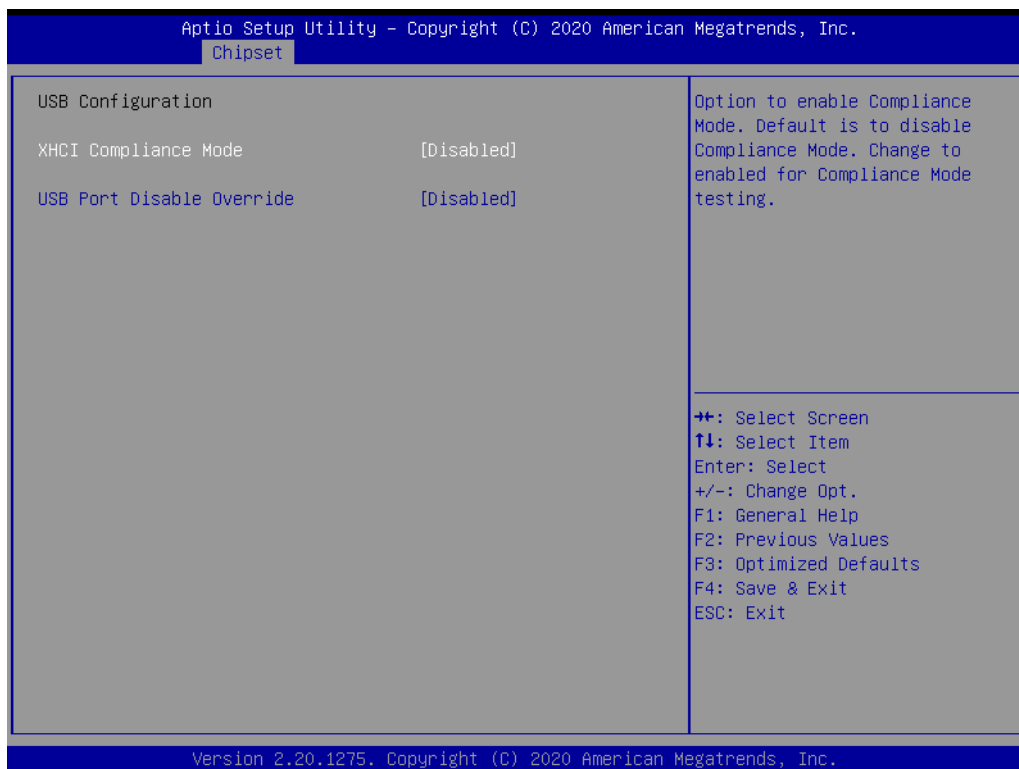 Aptio Setup Utility – Copyright (C) 2020 American Megatrends, Inc.
Chipset
USB Configuration
XHCI Compliance Mode [Disabled]
USB Port Disable Override [Disabled]
Option to enable Compliance
Mode. Default is to disable
Compliance Mode. Change to
enabled for Compliance Mode
testing.
→←: Select Screen
↑↓: Select Item
Enter: Select
+/-: Change Opt.
F1: General Help
F2: Previous Values
F3: Optimized Defaults
F4: Save & Exit
ESC: Exit
Version 2.20.1275. Copyright (C) 2020 American Megatrends, Inc.